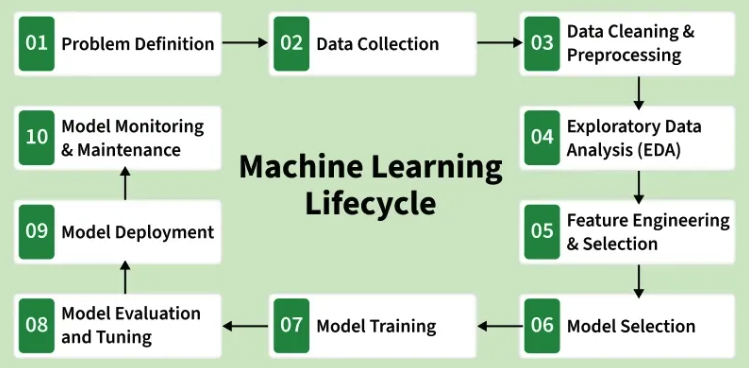 01 Problem Definition
02 Data Collection
03 Data Cleaning &
Preprocessing
10 Model Monitoring
& Maintenance
04 Exploratory Data
Analysis (EDA)
Machine Learning
Lifecycle
09 Model Deployment
05 Feature Engineering
& Selection
08 Model Evaluation
and Tuning
07 Model Training
06 Model Selection